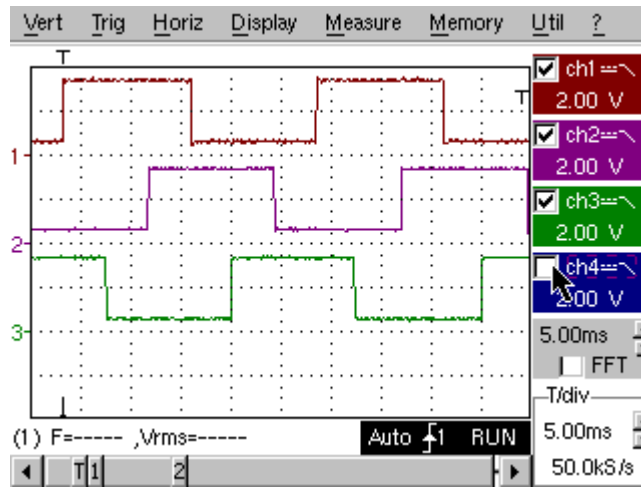 Vert Trig Horiz Display Measure Memory Util ?
T
ch1
2.00 V
T
1
ch2
2.00 V
ch3
2.00 V
2
ch4
2.00 V
3
5.00ms
FFT
T/div
5.00ms
(1) F=----- ,Vrms=-----
Auto 1 RUN
T 1 2
50.0kS/s